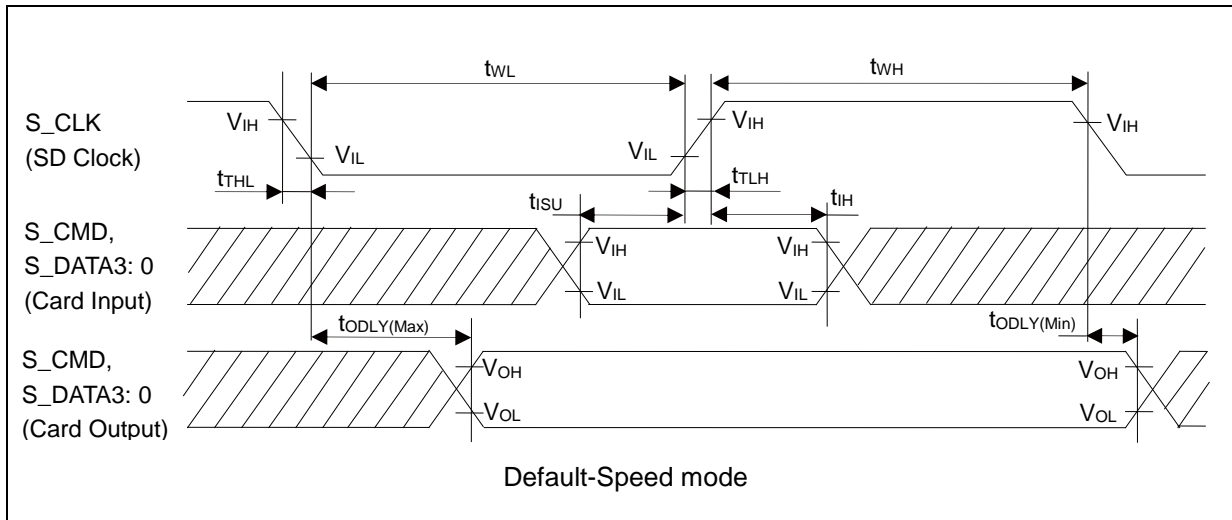 tWL
tWH
S_CLK
(SD Clock)
VIH
VIL
VIL
VIH
VIH
tTHL
tTLH
tISU
tIH
S_CMD,
S_DATA3: 0
(Card Input)
VIH
VIL
VIH
VIL
tODLY(Max)
tODLY(Min)
S_CMD,
S_DATA3: 0
(Card Output)
VOH
VOL
VOH
VOL
Default-Speed mode